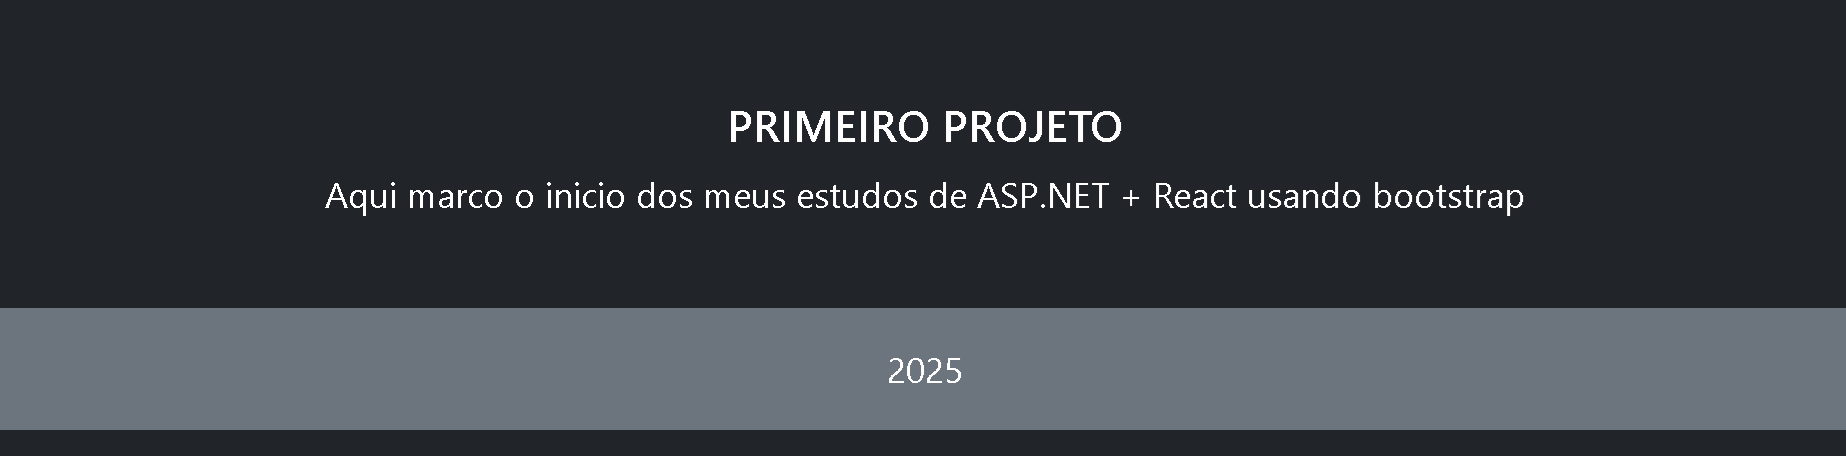 PRIMEIRO PROJETO
Aqui marco o inicio dos meus estudos de ASP.NET + React usando bootstrap
2025